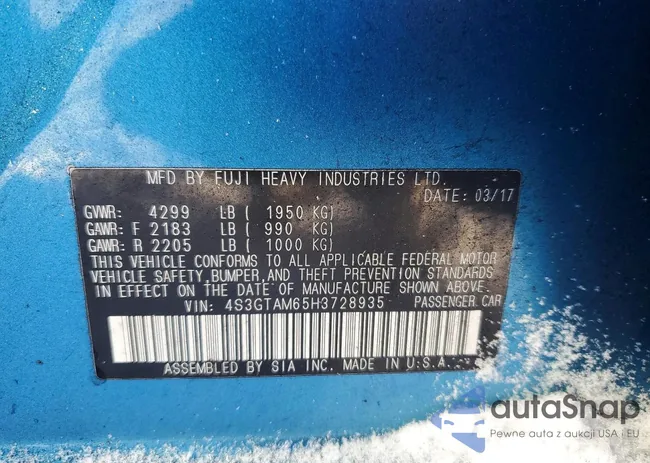 MFD BY FUJI HEAVY INDUSTRIES LTD.
DATE: 03/17
GVWR: 4299 LB ( 1950 KG)
GAWR: F 2183 LB ( 990 KG)
GAWR: R 2205 LB ( 1000 KG)
THIS VEHICLE CONFORMS TO ALL APPLICABLE FEDERAL MOTOR
VEHICLE SAFETY, BUMPER, AND THEFT PREVENTION STANDARDS
IN EFFECT ON THE DATE OF MANUFACTURE SHOWN ABOVE.
VIN: 4S3GTAM65H3728935 PASSENGER CAR
ASSEMBLED BY SIA INC. MADE IN U.S.A.
autaSnap
Pewne auta z aukcji USA i EU